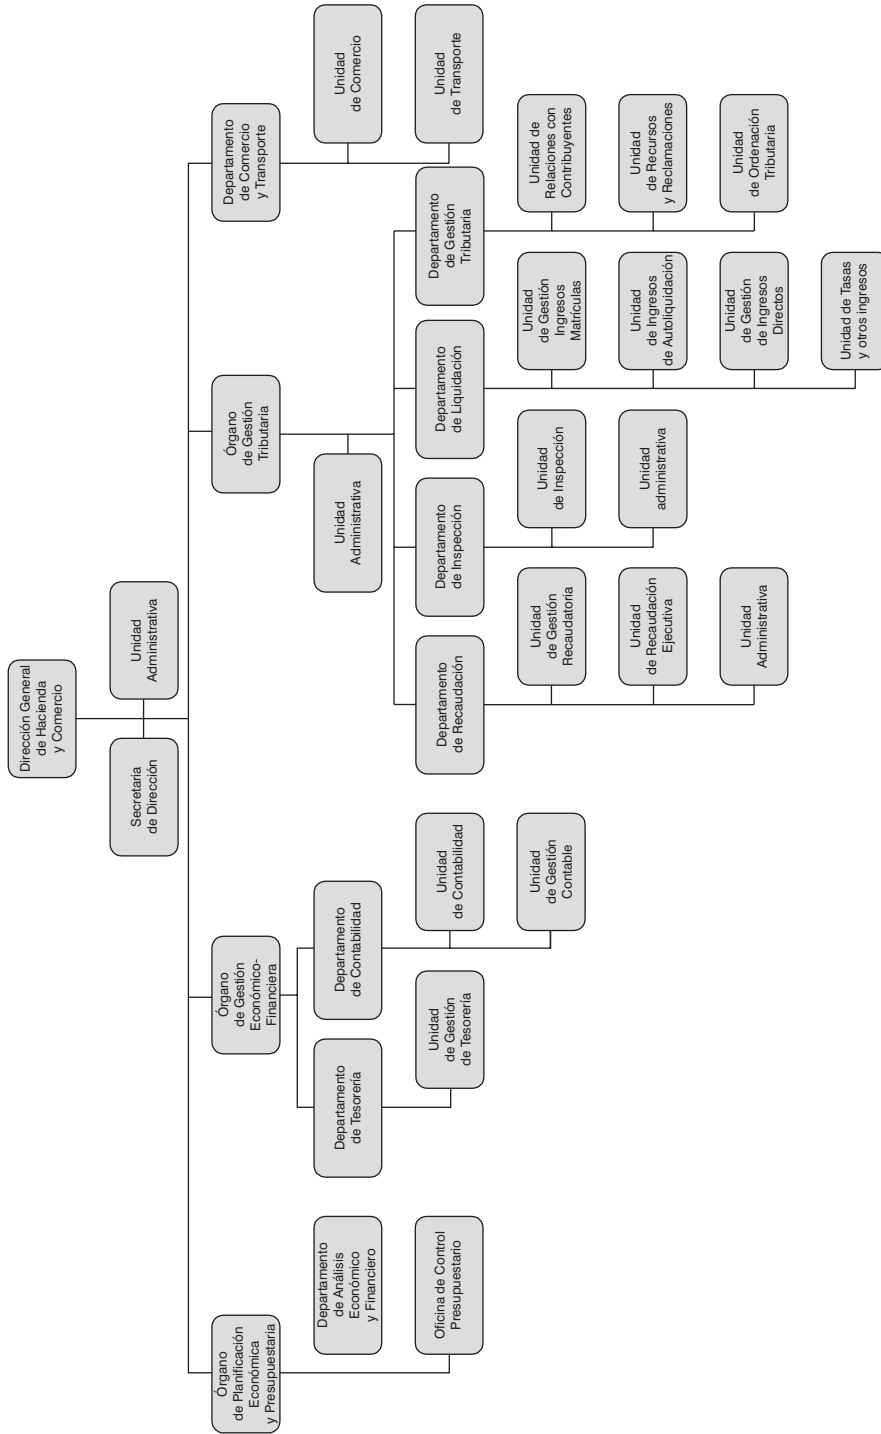 Dirección General
de Hacienda
y Comercio
Secretaria
de Dirección
Unidad
Administrativa
Órgano
de Planificación
Económica
y Presupuestaria
Departamento
de Análisis
Económico
y Financiero
Oficina de Control
Presupuestario
Órgano
de Gestión
Económico-
Financiera
Departamento
de Tesorería
Unidad
de Gestión
de Tesorería
Departamento
de Contabilidad
Unidad
de Contabilidad
Unidad
de Gestión
Contable
Órgano
de Gestión
Tributaria
Unidad
Administrativa
Departamento
de Recaudación
Unidad
de Gestión
Recaudatoria
Unidad
de Recaudación
Ejecutiva
Unidad
Administrativa
Departamento
de Inspección
Unidad
de Inspección
Unidad
administrativa
Departamento
de Liquidación
Unidad
de Gestión
Ingresos
Matrículas
Unidad
de Ingresos
de Autoliquidación
Unidad
de Gestión
de Ingresos
Directos
Unidad de Tasas
y otros ingresos
Departamento
de Gestión
Tributaria
Unidad de
Relaciones con
Contribuyentes
Unidad
de Recursos
y Reclamaciones
Unidad
de Ordenación
Tributaria
Departamento
de Comercio
y Transporte
Unidad
de Comercio
Unidad
de Transporte